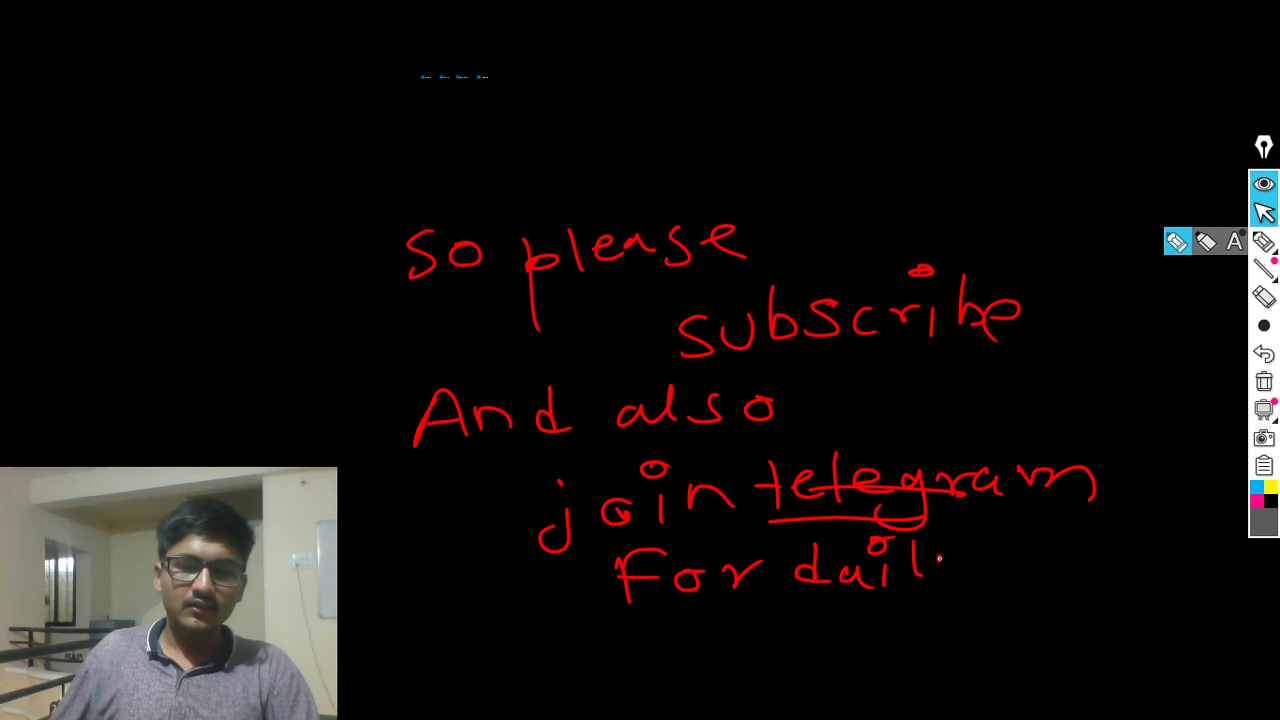 so please
subscribe
And also
join telegram
For dail
A